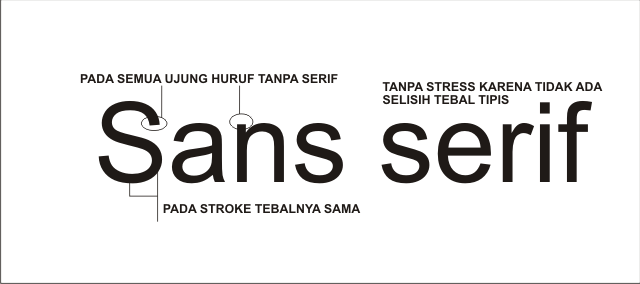 PADA SEMUA UJUNG HURUF TANPA SERIF
TANPA STRESS KARENA TIDAK ADA
SELISIH TEBAL TIPIS
Sans serif
PADA STROKE TEBALNYA SAMA